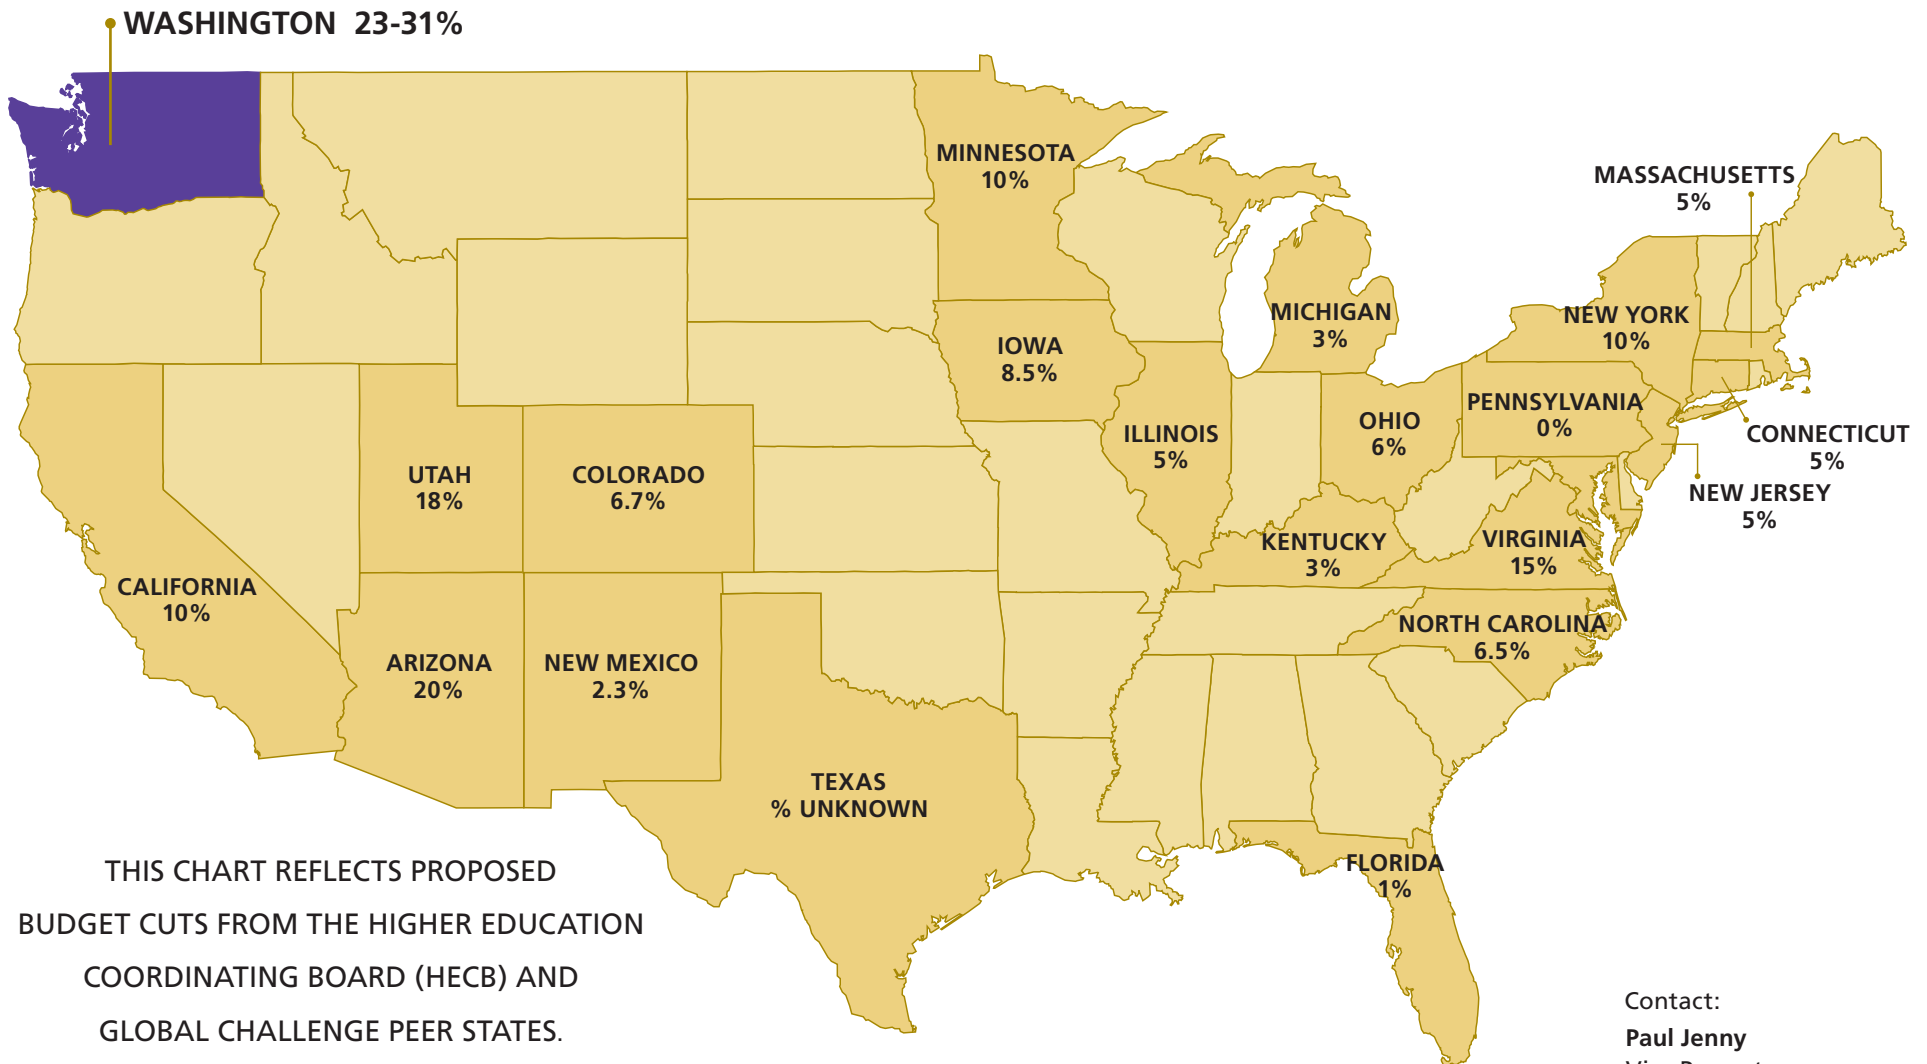 WASHINGTON 23-31%
MINNESOTA
10%
MASSACHUSETTS
5%
MICHIGAN
3%
NEW YORK
10%
IOWA
8.5%
PENNSYLVANIA
0%
OHIO
6%
ILLINOIS
5%
CONNECTICUT
5%
UTAH
18%
COLORADO
6.7%
NEW JERSEY
5%
KENTUCKY
3%
VIRGINIA
15%
CALIFORNIA
10%
NORTH CAROLINA
6.5%
ARIZONA
20%
NEW MEXICO
2.3%
TEXAS
% UNKNOWN
FLORIDA
1%
THIS CHART REFLECTS PROPOSED
BUDGET CUTS FROM THE HIGHER EDUCATION
COORDINATING BOARD (HECB) AND
GLOBAL CHALLENGE PEER STATES.
Contact:
Paul Jenny